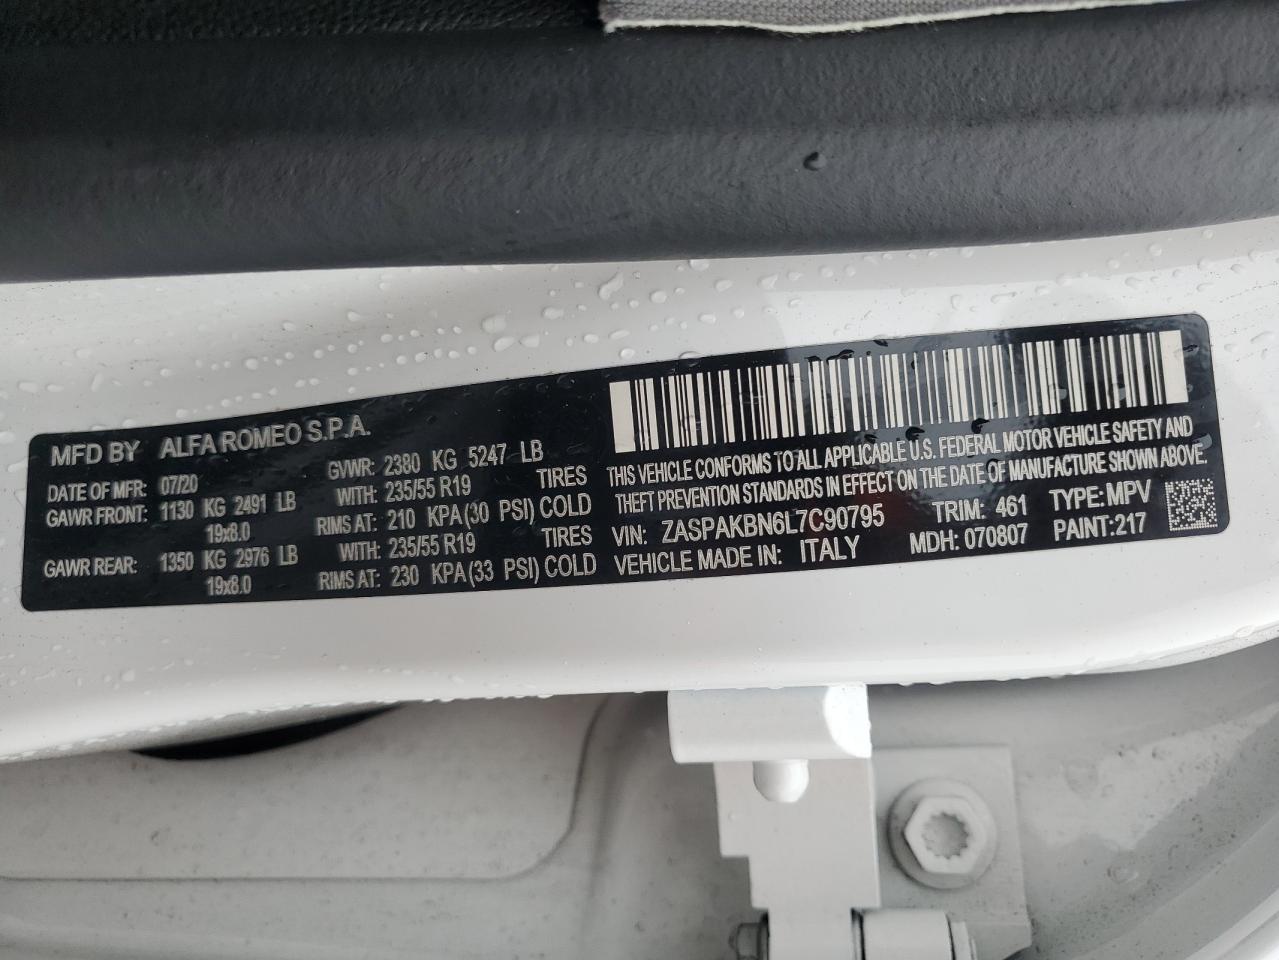 MFD BY ALFA ROMEO S.P.A.
DATE OF MFR: 07/20 GVWR: 2380 KG 5247 LB
GAWR FRONT: 1130 KG 2491 LB WITH: 235/55 R19 TIRES
19x8.0 RIMS AT: 210 KPA(30 PSI) COLD
GAWR REAR: 1350 KG 2976 LB WITH: 235/55 R19 TIRES
19x8.0 RIMS AT: 230 KPA(33 PSI) COLD
THIS VEHICLE CONFORMS TO ALL APPLICABLE U.S. FEDERAL MOTOR VEHICLE SAFETY AND
THEFT PREVENTION STANDARDS IN EFFECT ON THE DATE OF MANUFACTURE SHOWN ABOVE.
VIN: ZASPAKBN6L7C90795 TRIM: 461 TYPE: MPV
VEHICLE MADE IN: ITALY MDH: 070807 PAINT:217